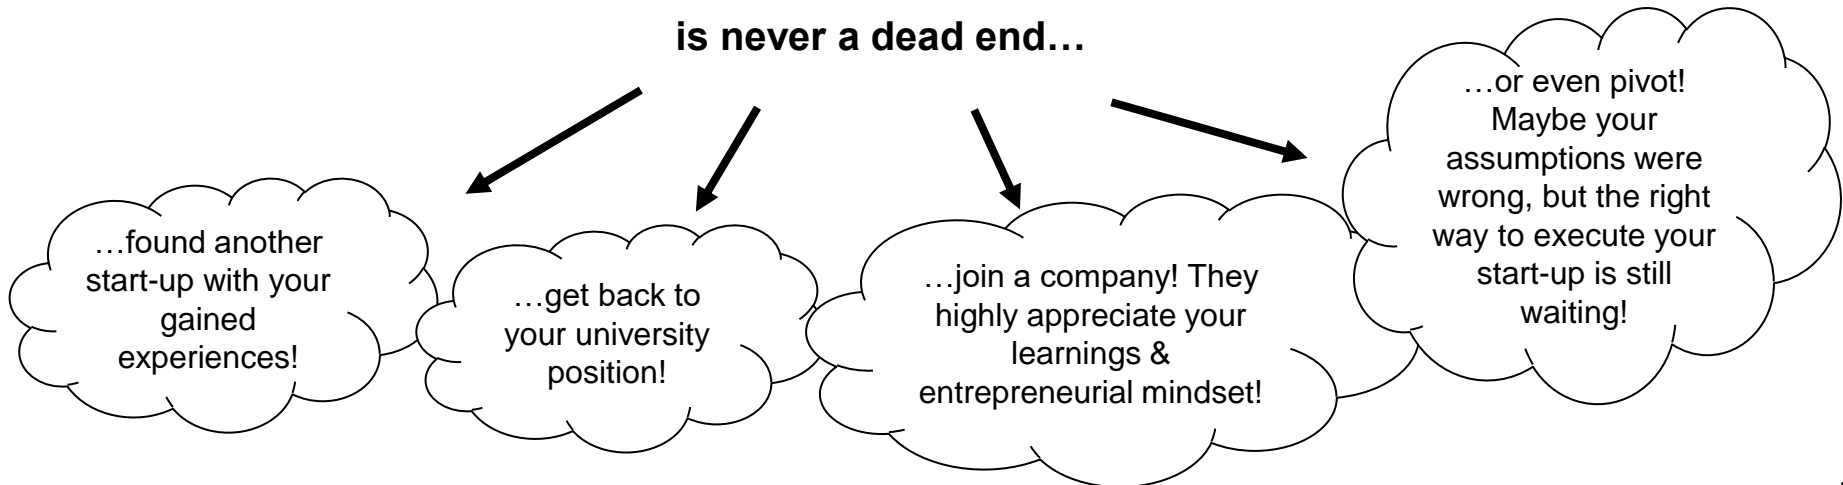 is never a dead end…
…found another
start-up with your
gained
experiences!
…get back to
your university
position!
…join a company! They
highly appreciate your
learnings &
entrepreneurial mindset!
…or even pivot!
Maybe your
assumptions were
wrong, but the right
way to execute your
start-up is still
waiting!